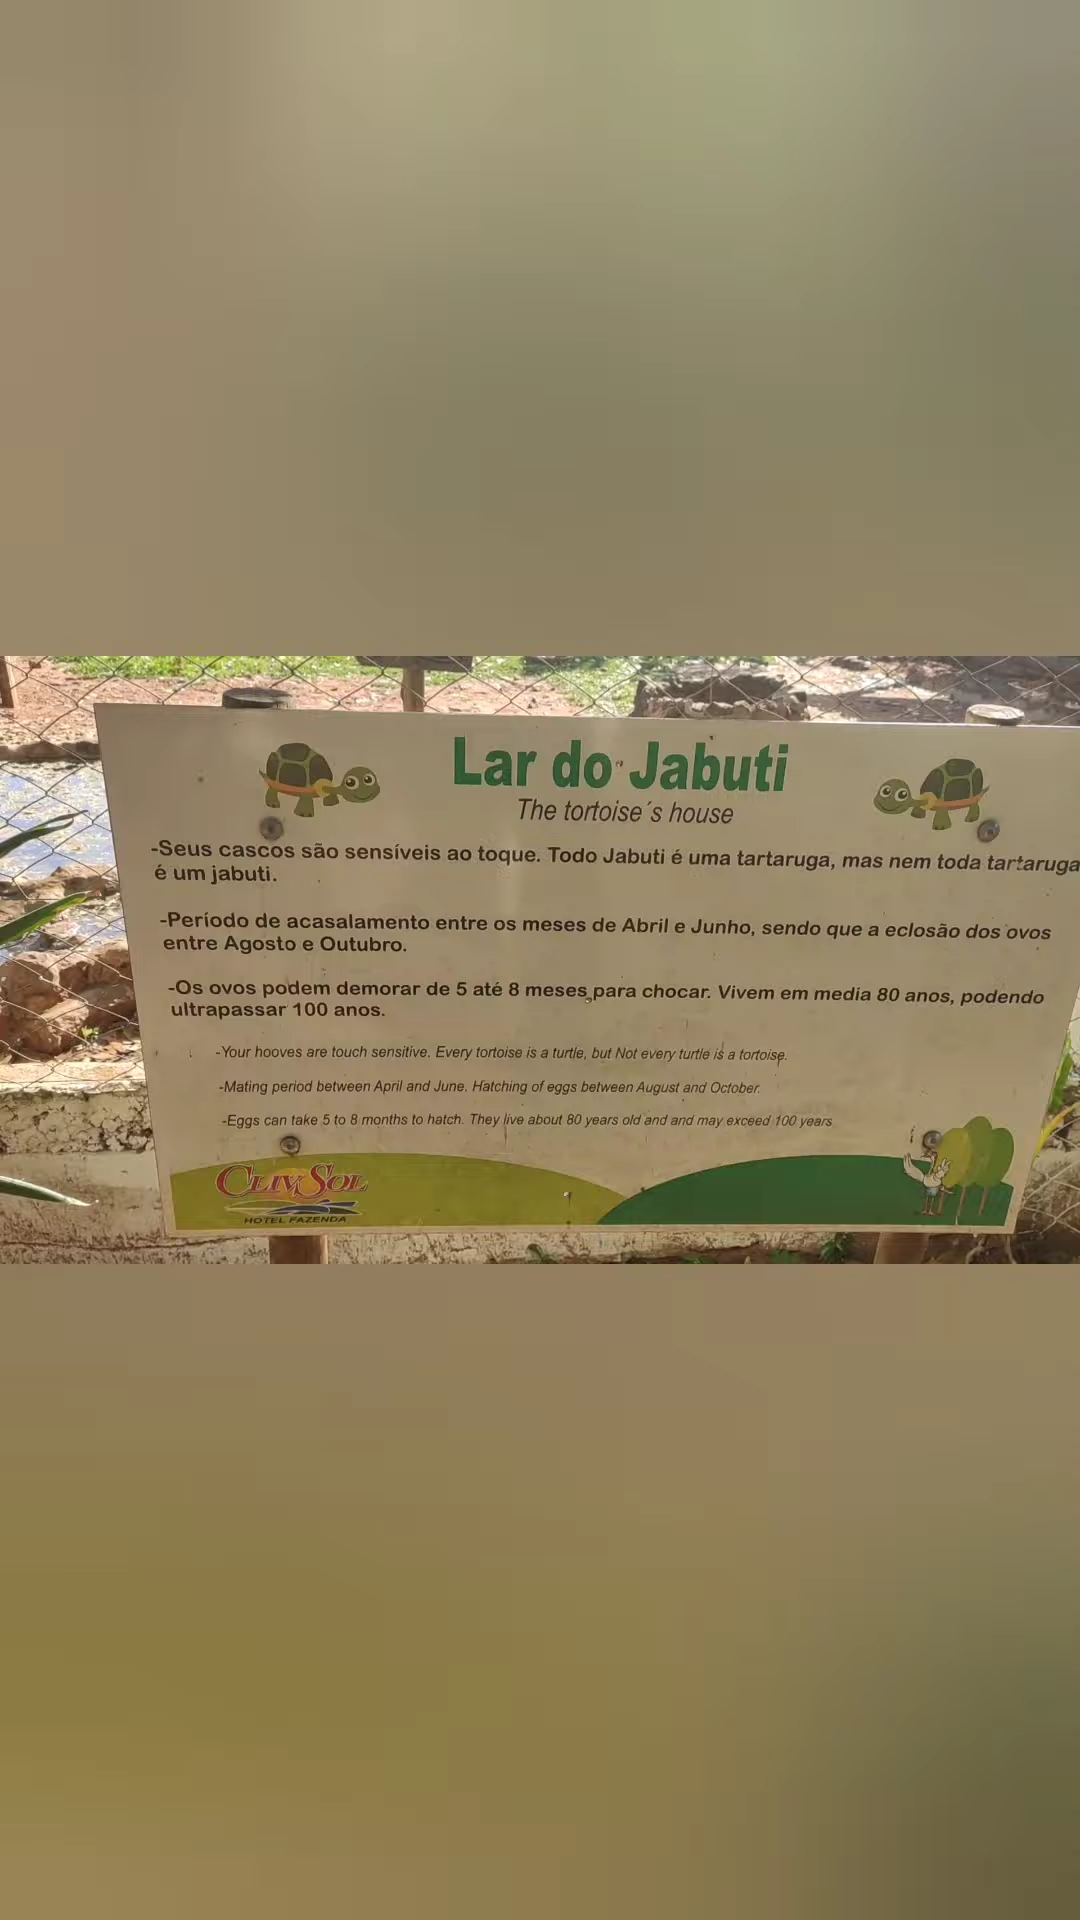 Lar do Jabuti
The tortoise´s house
-Seus cascos são sensíveis ao toque. Todo Jabuti é uma tartaruga, mas nem toda tartaruga
é um jabuti.
-Período de acasalamento entre os meses de Abril e Junho, sendo que a eclosão dos ovos
entre Agosto e Outubro.
-Os ovos podem demorar de 5 até 8 meses para chocar. Vivem em media 80 anos, podendo
ultrapassar 100 anos.
-Your hooves are touch sensitive. Every tortoise is a turtle, but Not every turtle is a tortoise.
-Mating period between April and June. Hatching of eggs between August and October.
-Eggs can take 5 to 8 months to hatch. They live about 80 years old and and may exceed 100 years
CLIV SOL
HOTEL FAZENDA